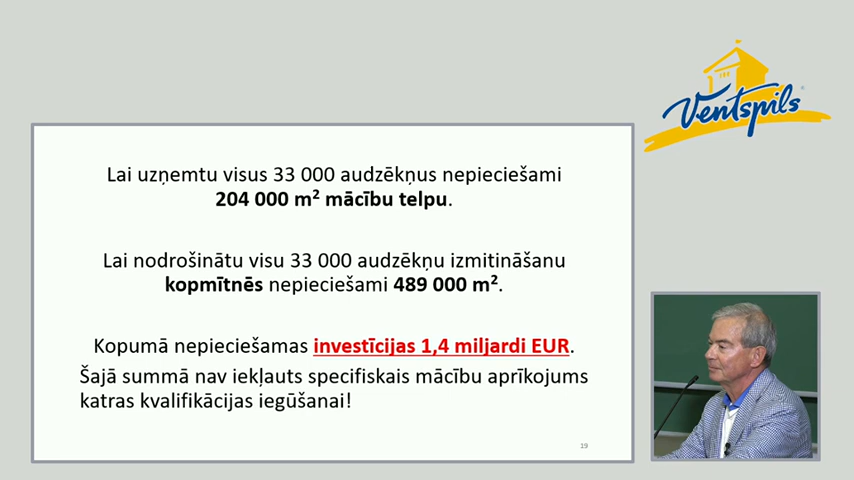 Ventspils
Lai uzņemtu visus 33 000 audzēkņus nepieciešami
204 000 m² mācību telpu.
Lai nodrošinātu visu 33 000 audzēkņu izmitināšanu
kopmītnēs nepieciešami 489 000 m².
Kopumā nepieciešamas investīcijas 1,4 miljardi EUR.
Šajā summā nav iekļauts specifiskais mācību aprīkojums
katras kvalifikācijas iegūšanai!
19